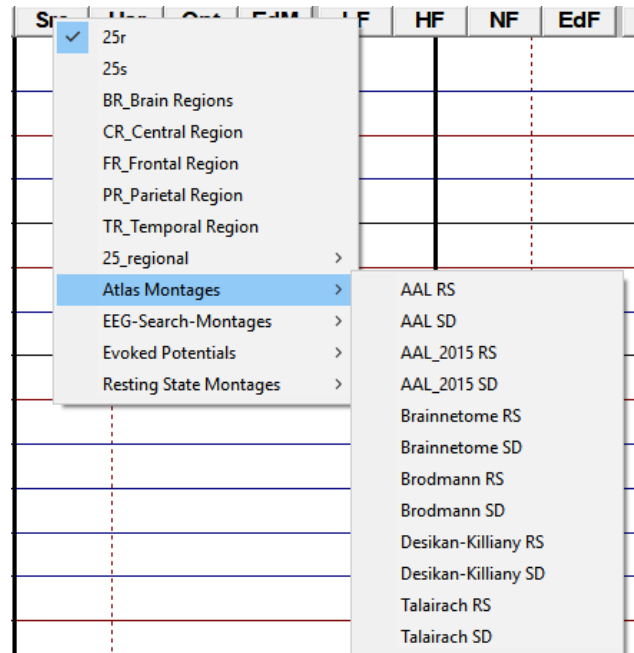 HF NF EdF
25r
25s
BR_Brain Regions
CR_Central Region
FR_Frontal Region
PR_Parietal Region
TR_Temporal Region
25_regional
Atlas Montages
EEG-Search-Montages
Evoked Potentials
Resting State Montages
AAL RS
AAL SD
AAL_2015 RS
AAL_2015 SD
Brainnetome RS
Brainnetome SD
Brodmann RS
Brodmann SD
Desikan-Killiany RS
Desikan-Killiany SD
Talairach RS
Talairach SD